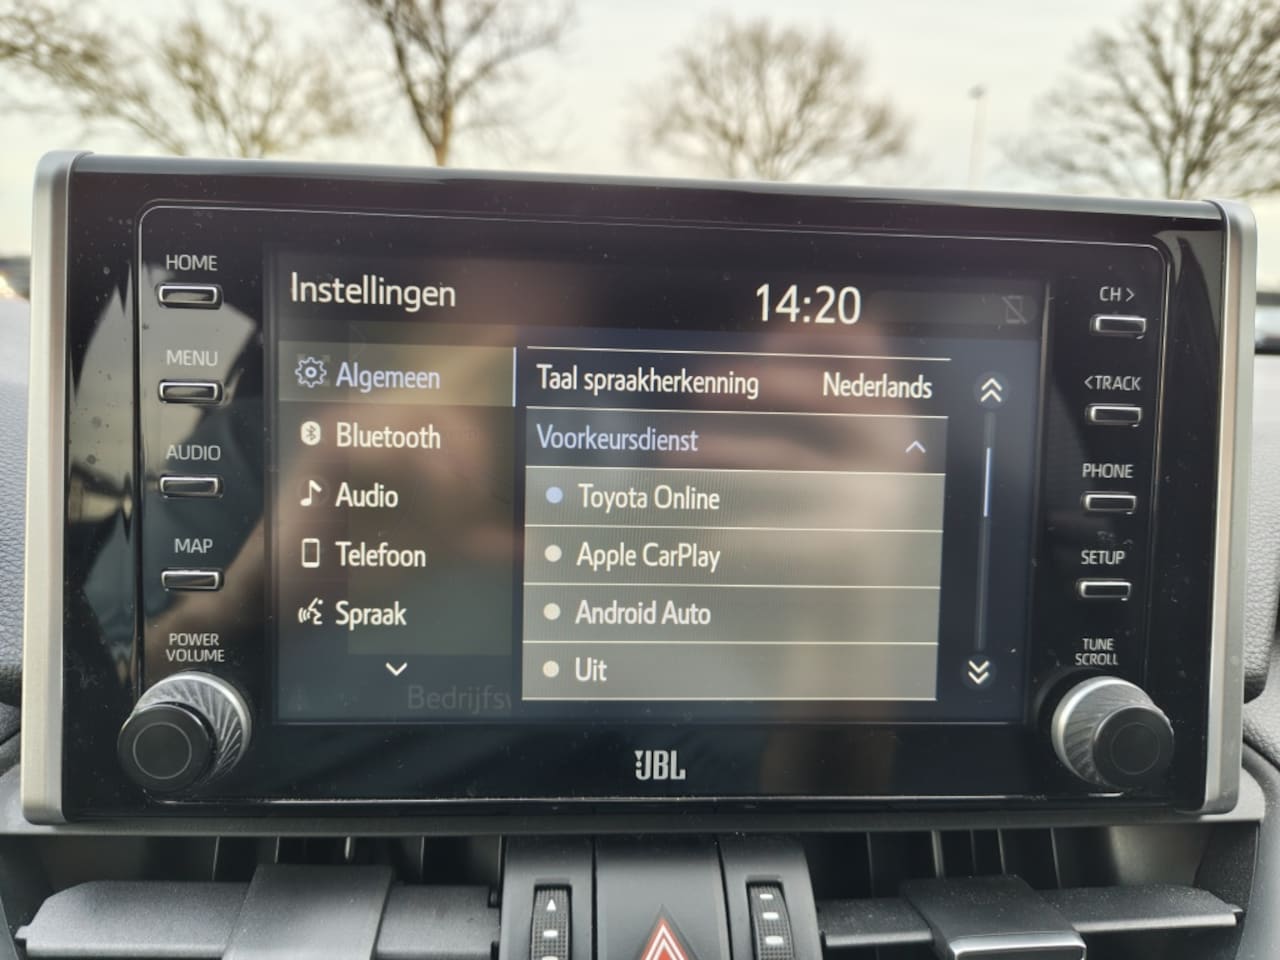 HOME
MENU
AUDIO
MAP
POWER
VOLUME
Instellingen
14:20
Algemeen
Bluetooth
Audio
Telefoon
Spraak
Taal spraakherkenning Nederlands
Voorkeursdienst
Toyota Online
Apple CarPlay
Android Auto
Uit
JBL
CH >
<TRACK
PHONE
SETUP
TUNE
SCROLL